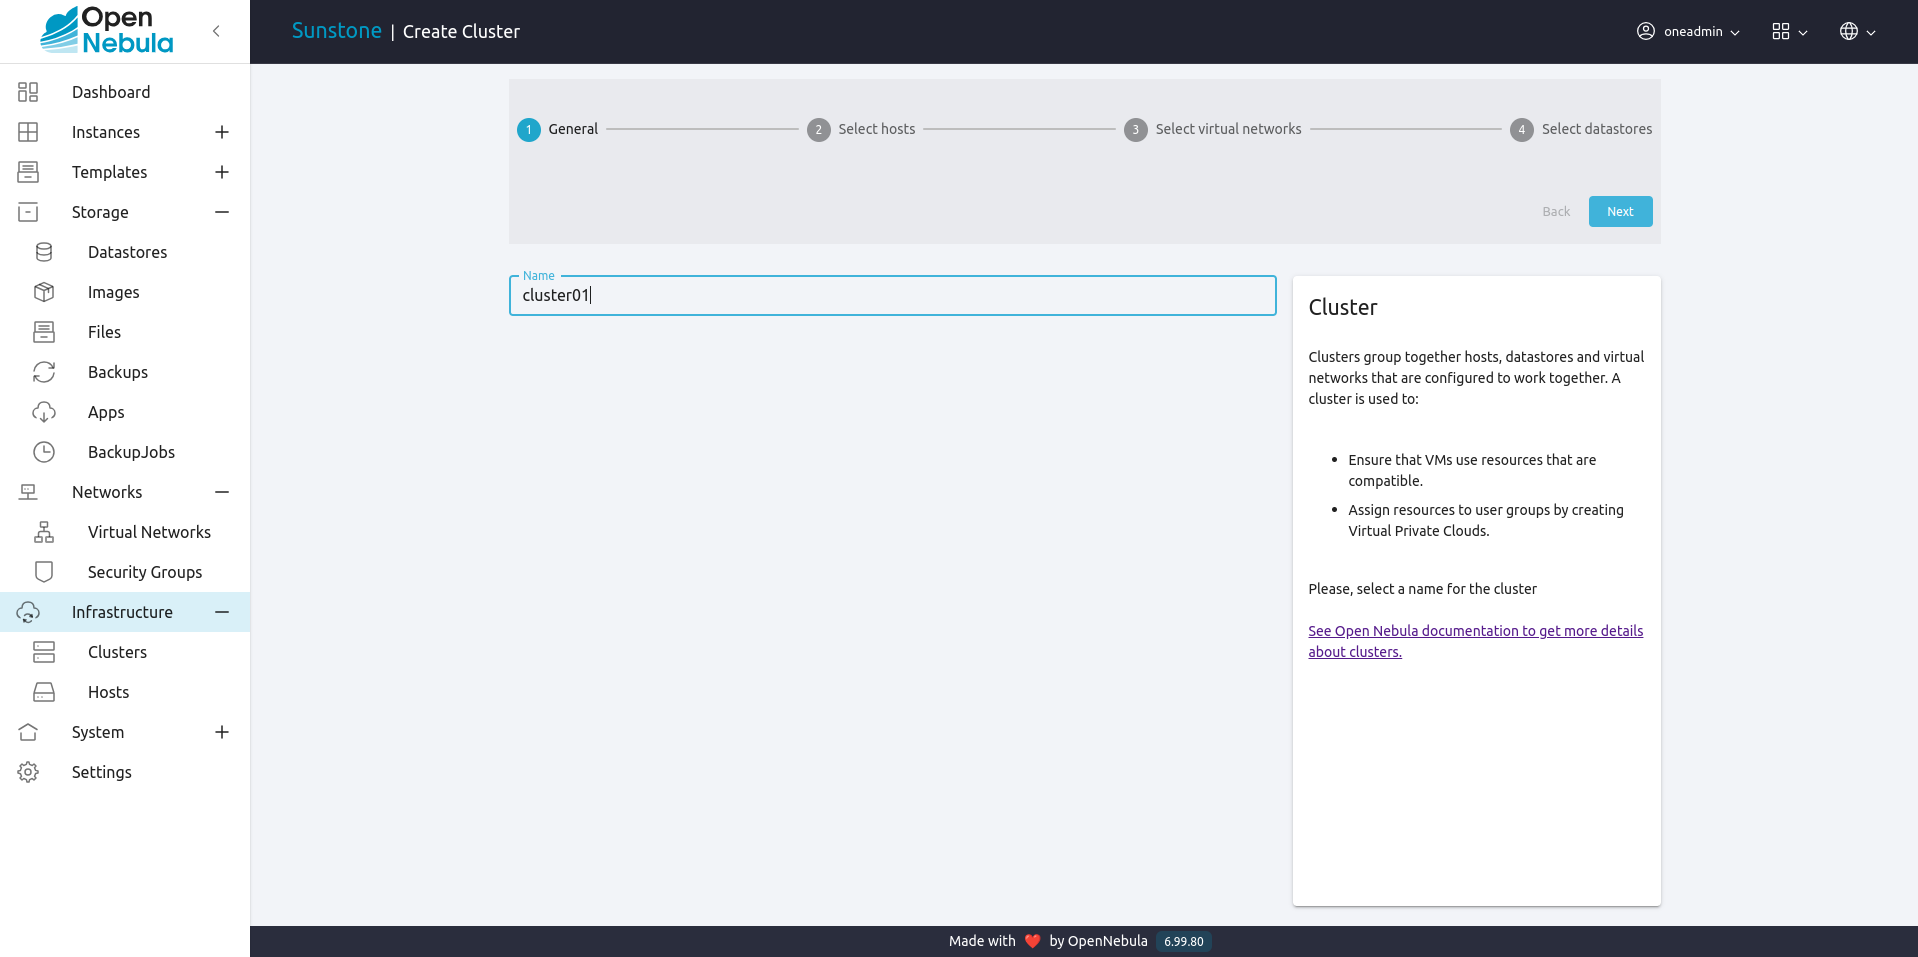 Open
Nebula
Sunstone | Create Cluster
oneadmin
Dashboard
Instances
Templates
Storage
Datastores
Images
Files
Backups
Apps
BackupJobs
Networks
Virtual Networks
Security Groups
Infrastructure
Clusters
Hosts
System
Settings
1 General
2 Select hosts
3 Select virtual networks
4 Select datastores
Back
Next
Name
cluster01
Cluster
Clusters group together hosts, datastores and virtual
networks that are configured to work together. A
cluster is used to:
• Ensure that VMs use resources that are
compatible.
• Assign resources to user groups by creating
Virtual Private Clouds.
Please, select a name for the cluster
See Open Nebula documentation to get more details
about clusters.
Made with ❤️ by OpenNebula 6.99.80